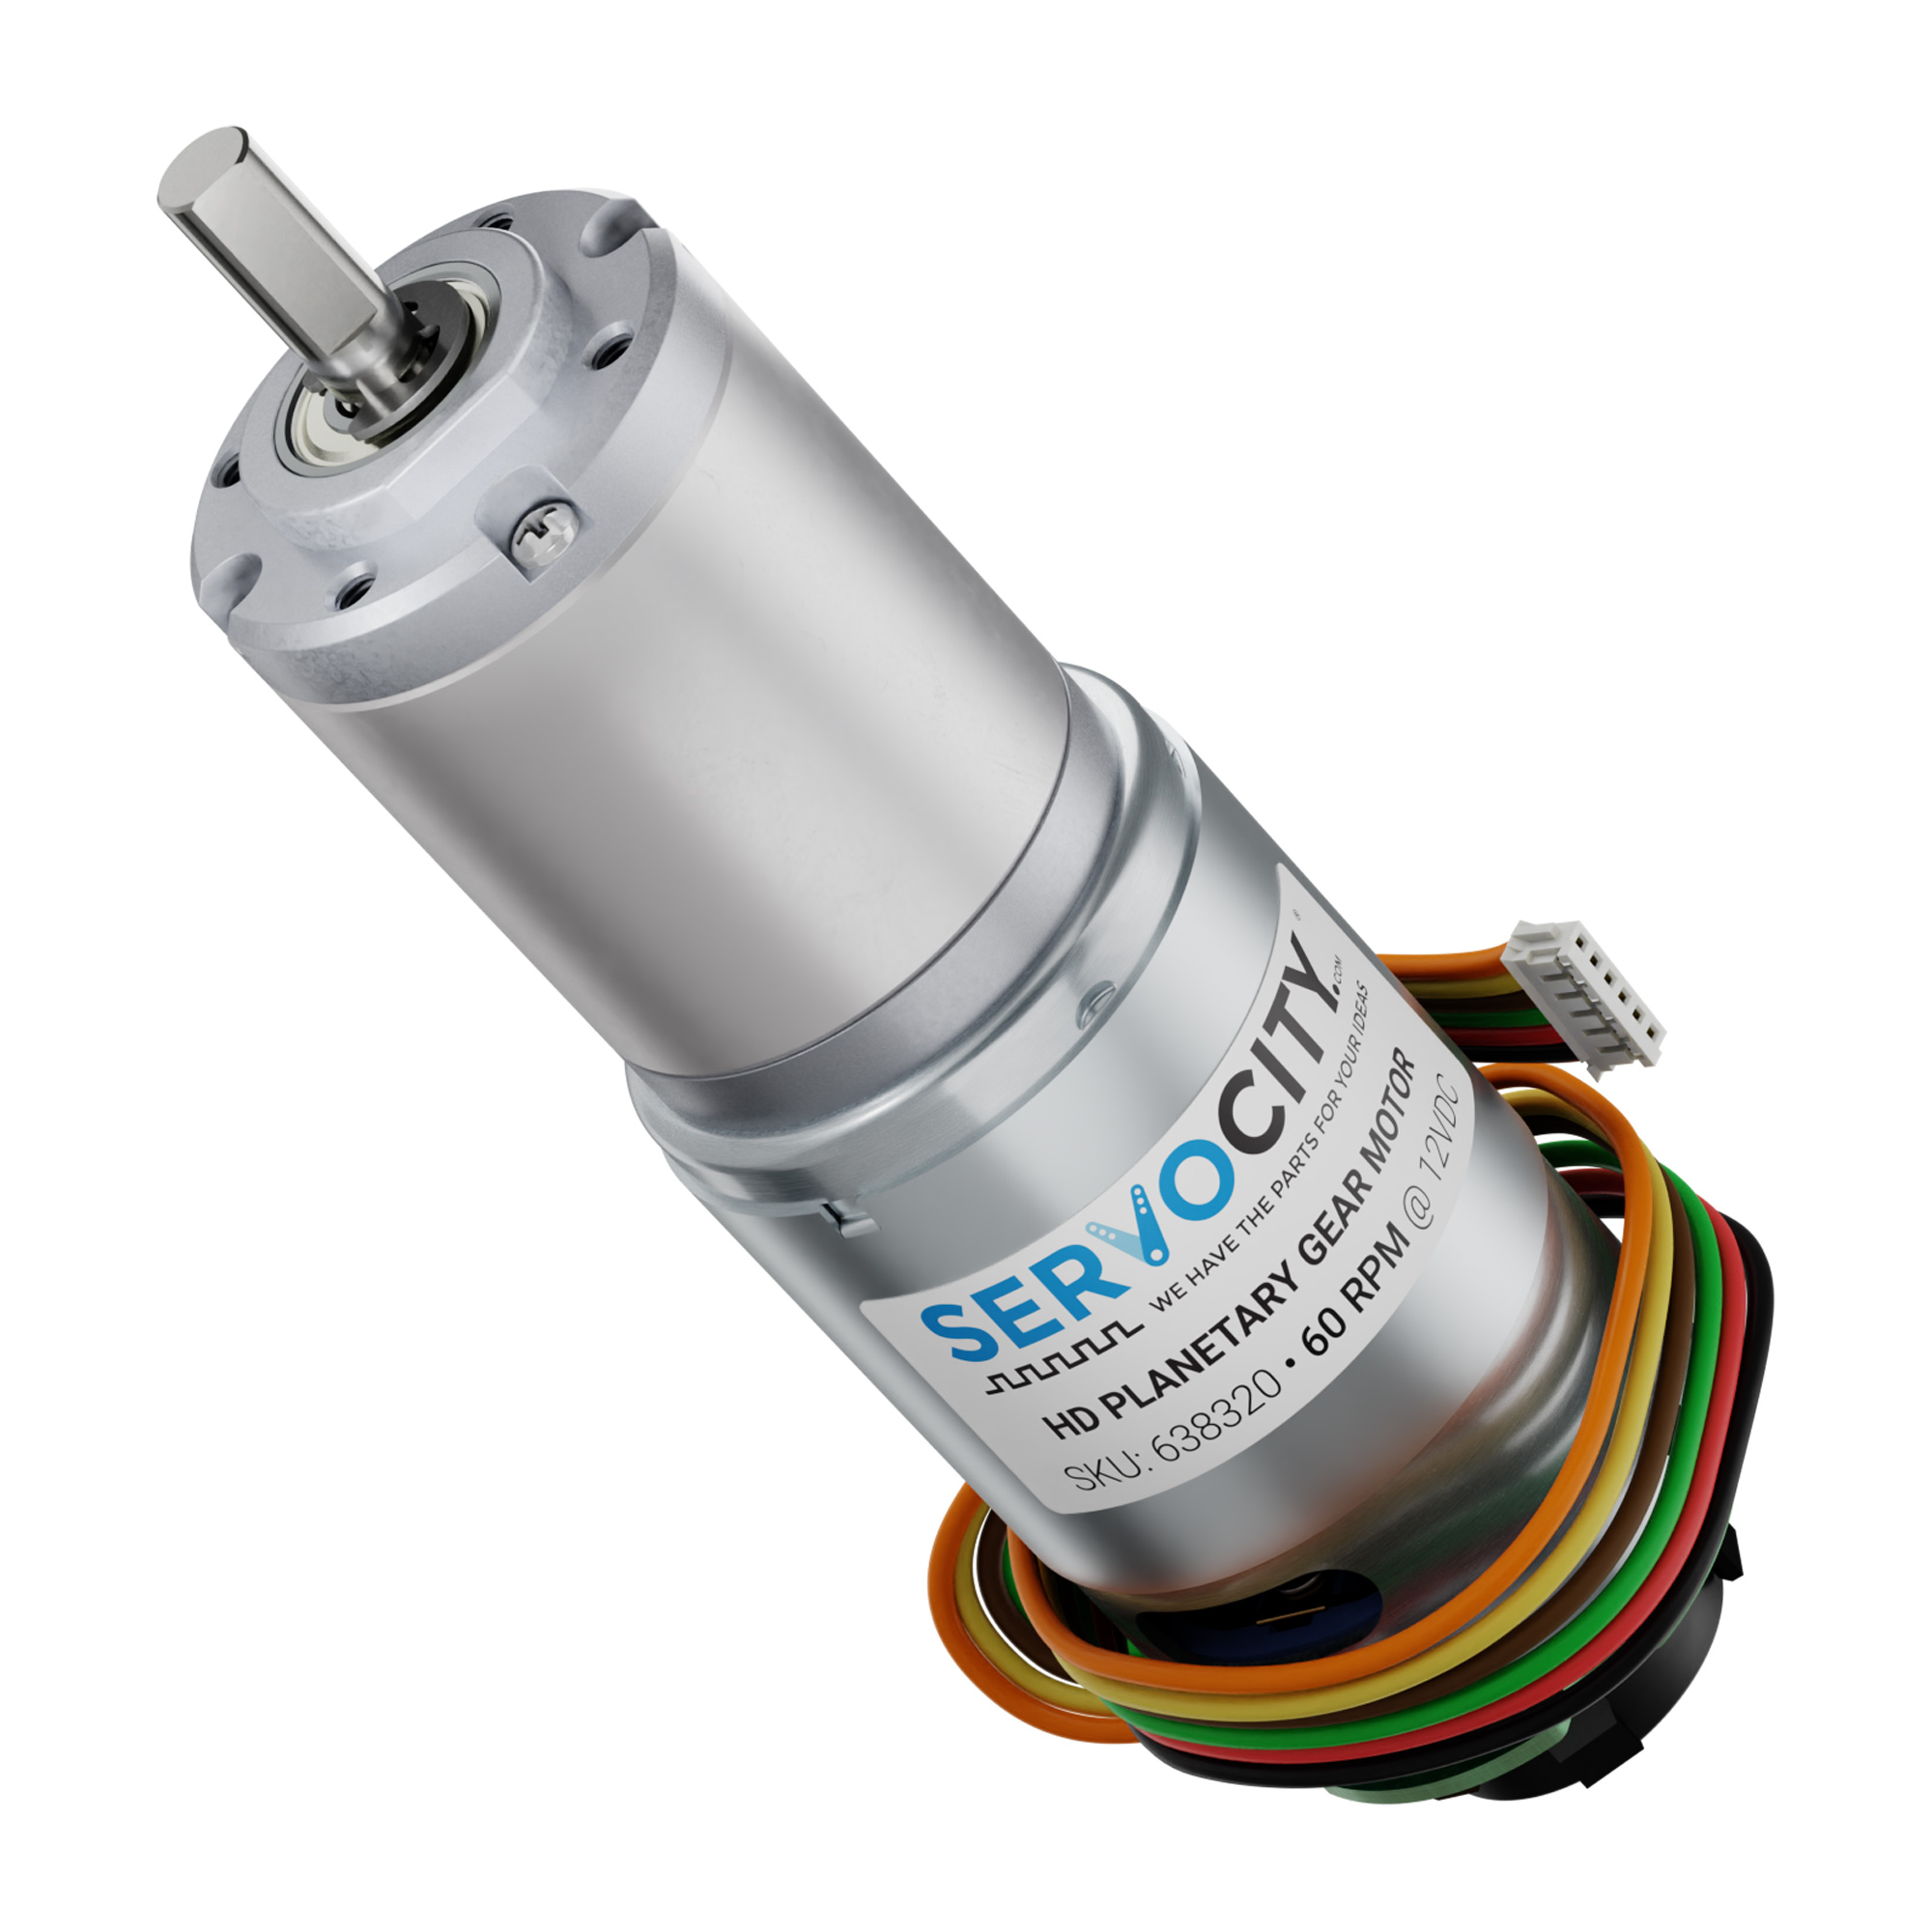 SERVOCITY®.COM
WE HAVE THE PARTS FOR YOUR IDEAS
HD PLANETARY GEAR MOTOR
SKU: 638320 • 60 RPM @ 12VDC